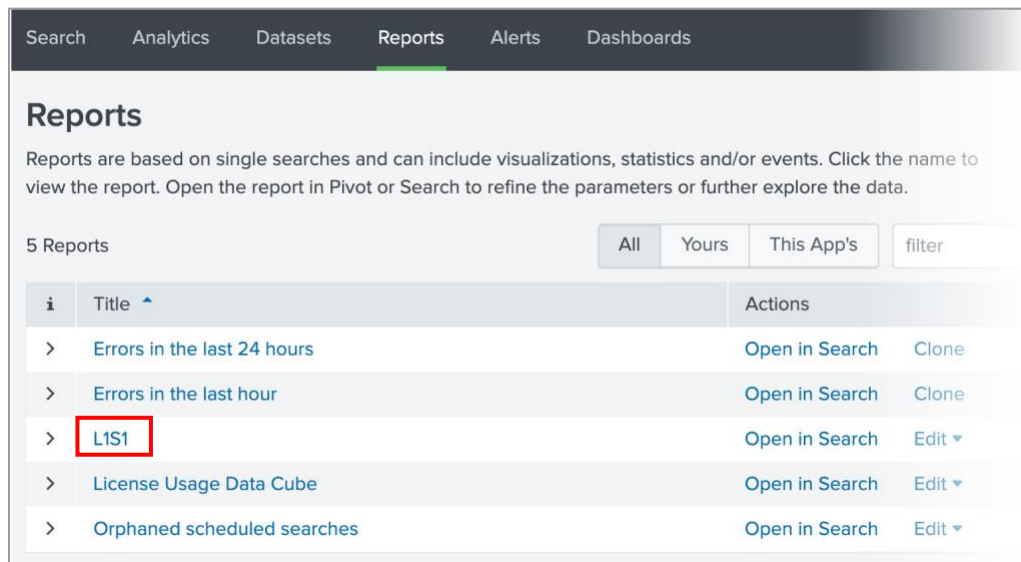 Search Analytics Datasets Reports Alerts Dashboards
Reports
Reports are based on single searches and can include visualizations, statistics and/or events. Click the name to
view the report. Open the report in Pivot or Search to refine the parameters or further explore the data.
5 Reports All Yours This App's filter
i Title Actions
Errors in the last 24 hours Open in Search Clone
Errors in the last hour Open in Search Clone
L1S1 Open in Search Edit
License Usage Data Cube Open in Search Edit
Orphaned scheduled searches Open in Search Edit